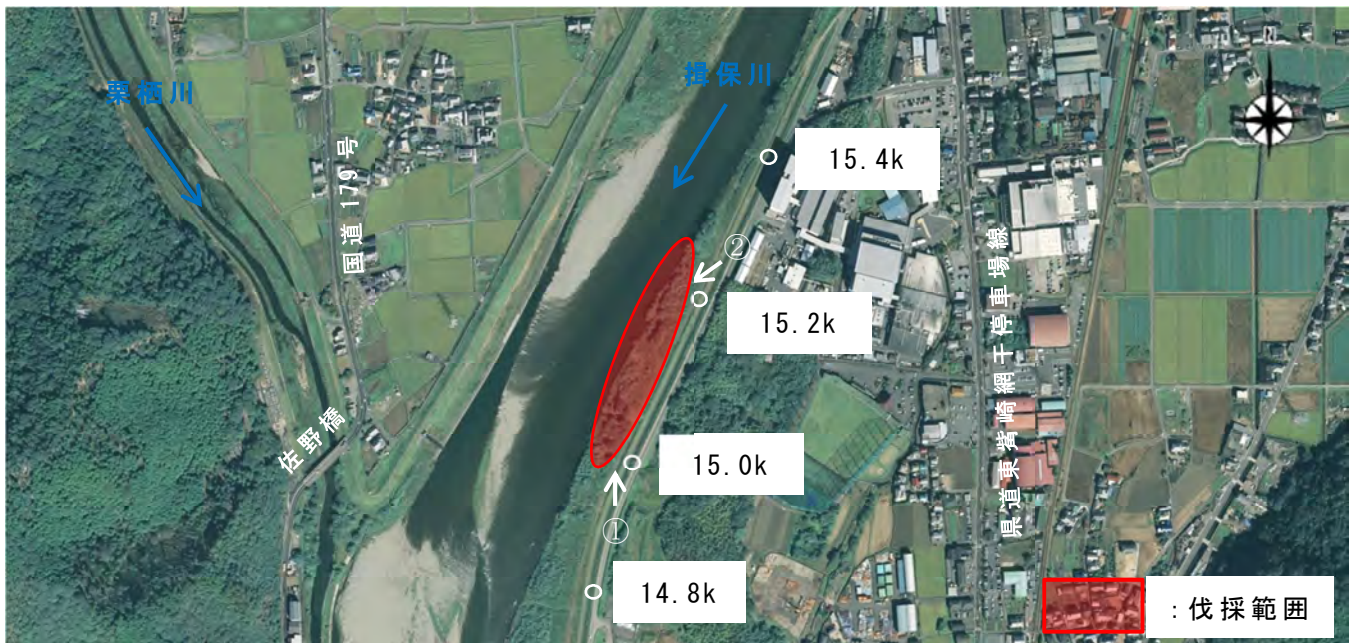 栗栖川
揖保川
国道179号
15.4k
②
15.2k
県道東觜崎網干停車場線
佐野橋
15.0k
①
14.8k
：伐採範囲